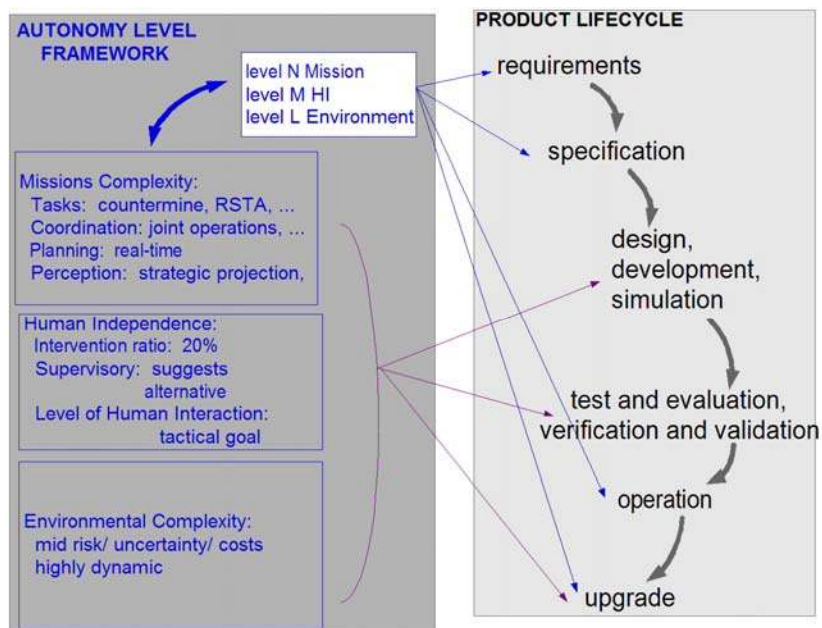 AUTONOMY LEVEL
FRAMEWORK
level N Mission
level M HI
level L Environment
Missions Complexity:
Tasks: countermine, RSTA, ...
Coordination: joint operations, ...
Planning: real-time
Perception: strategic projection,
Human Independence:
Intervention ratio: 20%
Supervisory: suggests
alternative
Level of Human Interaction:
tactical goal
Environmental Complexity:
mid risk/ uncertainty/ costs
highly dynamic
PRODUCT LIFECYCLE
requirements
specification
design,
development,
simulation
test and evaluation,
verification and validation
operation
upgrade